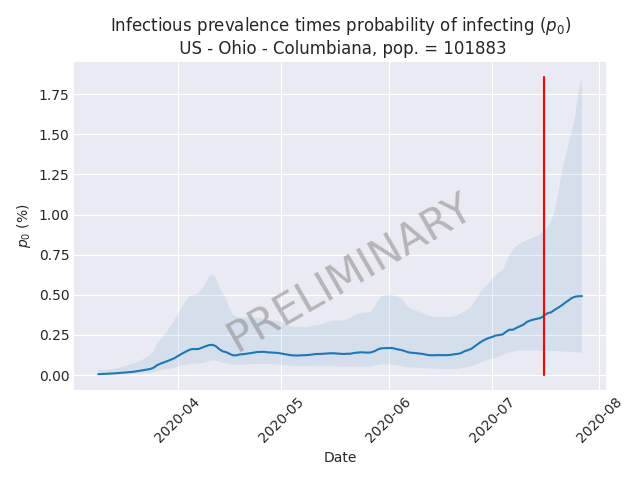 Infectious prevalence times probability of infecting (p₀)
US - Ohio - Columbiana, pop. = 101883
1.75
1.50
1.25
1.00
0.75
0.50
0.25
0.00
p₀ (%)
PRELIMINARY
2020-04
2020-05
2020-06
2020-07
2020-08
Date